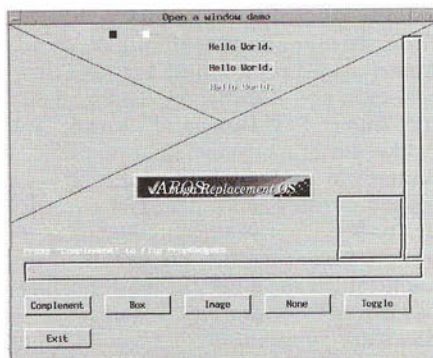 Open a window demo
Hello World.
Hello World.
Hello World.
AROS
Amiga Replacement OS
Press "Complement" to flip PropGadgets
Complement
Box
Image
None
Toggle
Exit